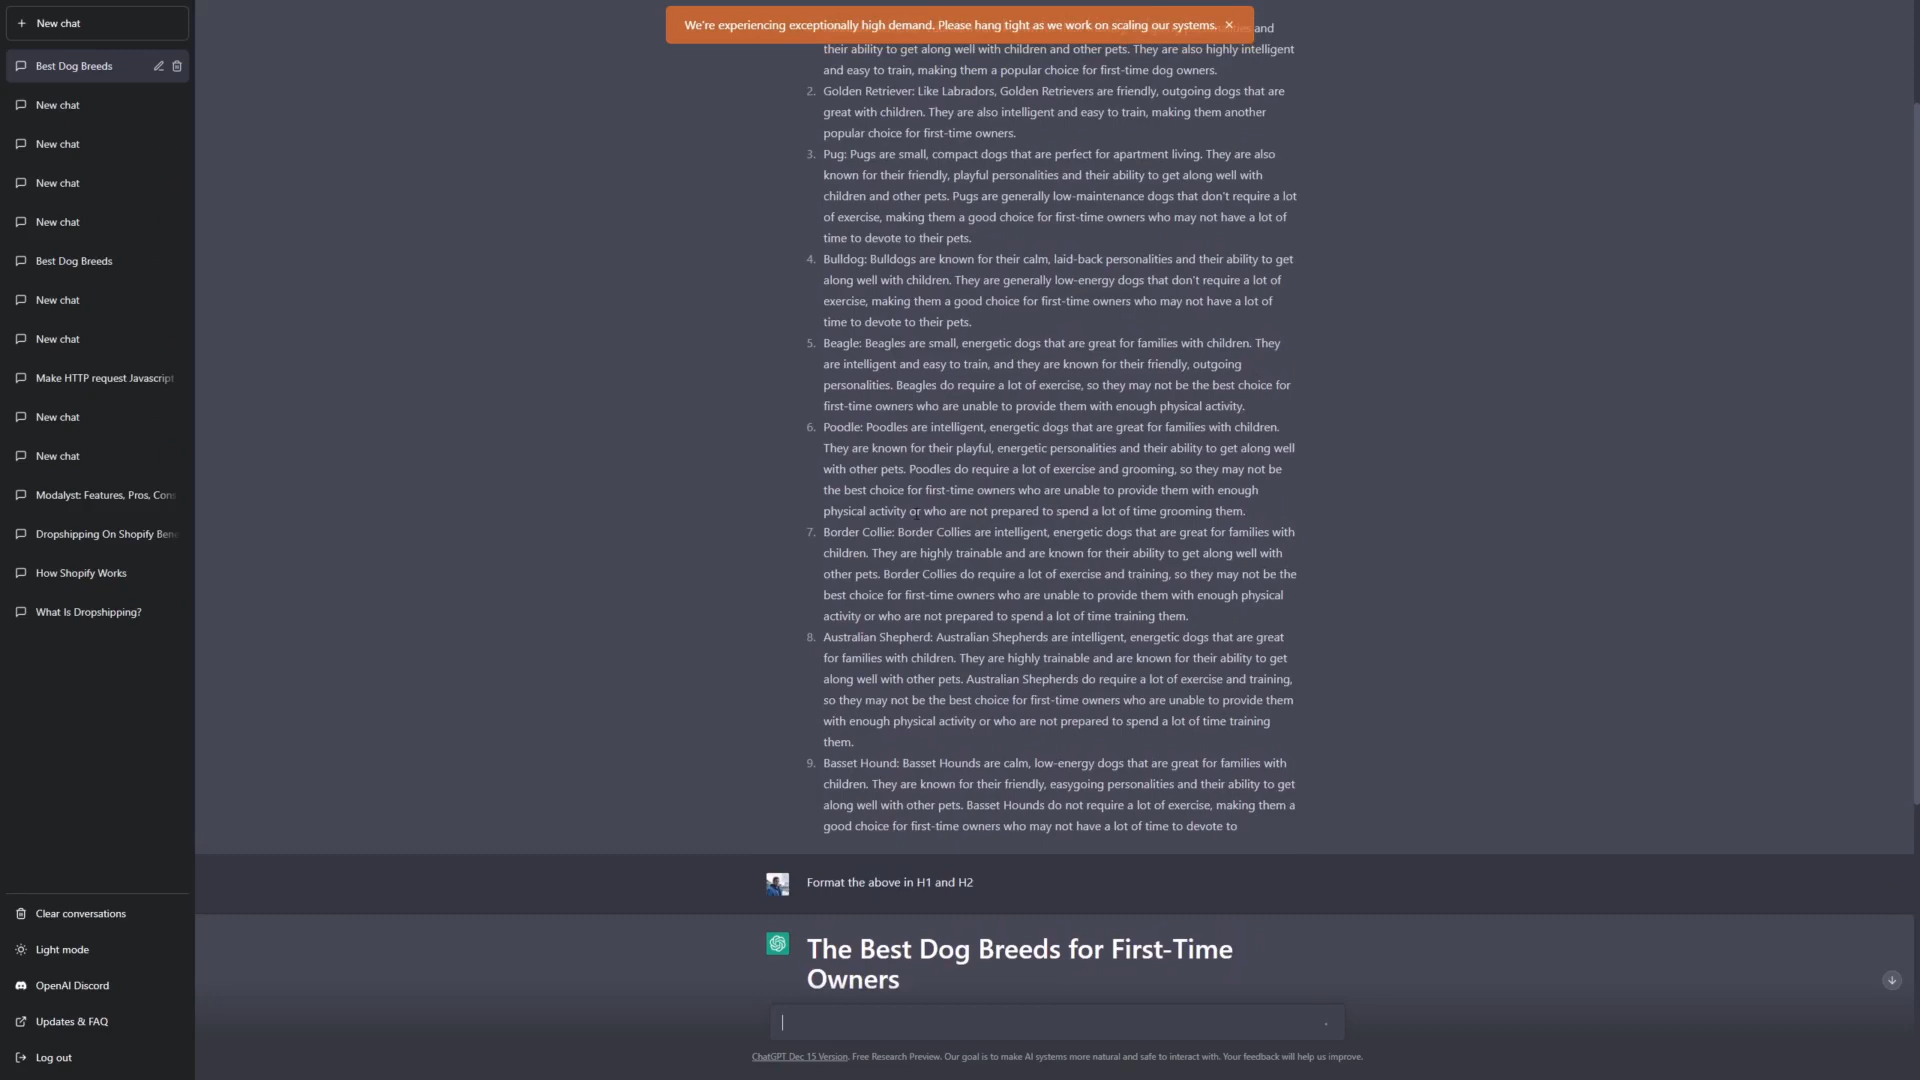 New chat
Best Dog Breeds
New chat
New chat
New chat
New chat
Best Dog Breeds
New chat
New chat
Make HTTP request Javascript
New chat
New chat
Modalyst: Features, Pros, Cons
Dropshipping On Shopify Bene
How Shopify Works
What Is Dropshipping?
Clear conversations
Light mode
OpenAI Discord
Updates & FAQ
Log out
We're experiencing exceptionally high demand. Please hang tight as we work on scaling our systems. ×
and
their ability to get along well with children and other pets. They are also highly intelligent
and easy to train, making them a popular choice for first-time dog owners.
2. Golden Retriever: Like Labradors, Golden Retrievers are friendly, outgoing dogs that are
great with children. They are also intelligent and easy to train, making them another
popular choice for first-time owners.
3. Pug: Pugs are small, compact dogs that are perfect for apartment living. They are also
known for their friendly, playful personalities and their ability to get along well with
children and other pets. Pugs are generally low-maintenance dogs that don't require a lot
of exercise, making them a good choice for first-time owners who may not have a lot of
time to devote to their pets.
4. Bulldog: Bulldogs are known for their calm, laid-back personalities and their ability to get
along well with children. They are generally low-energy dogs that don't require a lot of
exercise, making them a good choice for first-time owners who may not have a lot of
time to devote to their pets.
5. Beagle: Beagles are small, energetic dogs that are great for families with children. They
are intelligent and easy to train, and they are known for their friendly, outgoing
personalities. Beagles do require a lot of exercise, so they may not be the best choice for
first-time owners who are unable to provide them with enough physical activity.
6. Poodle: Poodles are intelligent, energetic dogs that are great for families with children.
They are known for their playful, energetic personalities and their ability to get along well
with other pets. Poodles do require a lot of exercise and grooming, so they may not be
the best choice for first-time owners who are unable to provide them with enough
physical activity or who are not prepared to spend a lot of time grooming them.
7. Border Collie: Border Collies are intelligent, energetic dogs that are great for families with
children. They are highly trainable and are known for their ability to get along well with
other pets. Border Collies do require a lot of exercise and training, so they may not be the
best choice for first-time owners who are unable to provide them with enough physical
activity or who are not prepared to spend a lot of time training them.
8. Australian Shepherd: Australian Shepherds are intelligent, energetic dogs that are great
for families with children. They are highly trainable and are known for their ability to get
along well with other pets. Australian Shepherds do require a lot of exercise and training,
so they may not be the best choice for first-time owners who are unable to provide them
with enough physical activity or who are not prepared to spend a lot of time training
them.
9. Basset Hound: Basset Hounds are calm, low-energy dogs that are great for families with
children. They are known for their friendly, easygoing personalities and their ability to get
along well with other pets. Basset Hounds do not require a lot of exercise, making them a
good choice for first-time owners who may not have a lot of time to devote to
Format the above in H1 and H2
The Best Dog Breeds for First-Time
Owners
ChatGPT Dec 15 Version. Free Research Preview. Our goal is to make AI systems more natural and safe to interact with. Your feedback will help us improve.